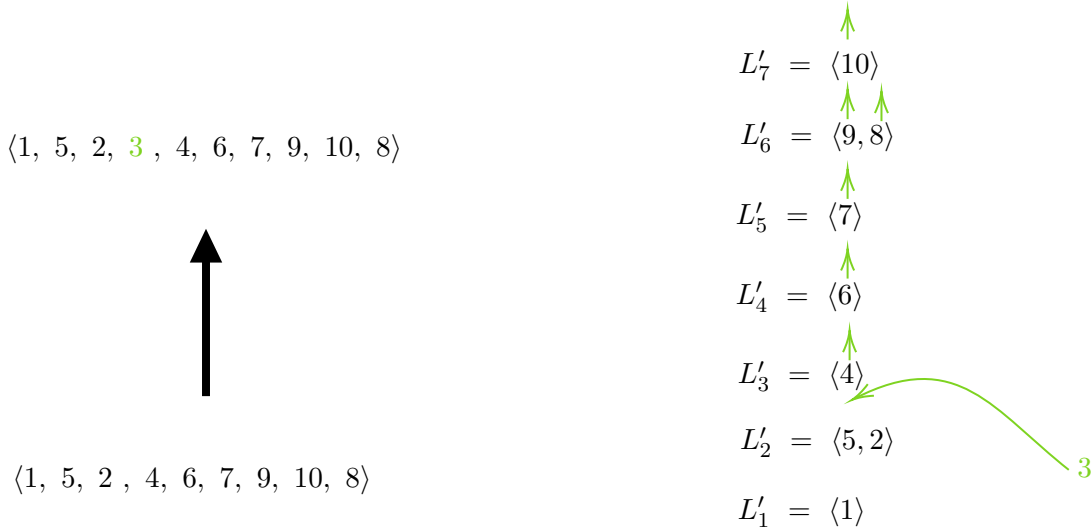 ⟨1, 5, 2, 3 , 4, 6, 7, 9, 10, 8⟩
⟨1, 5, 2 , 4, 6, 7, 9, 10, 8⟩
L′₇ = ⟨10⟩
L′₆ = ⟨9, 8⟩
L′₅ = ⟨7⟩
L′₄ = ⟨6⟩
L′₃ = ⟨4⟩
L′₂ = ⟨5, 2⟩
3
L′₁ = ⟨1⟩